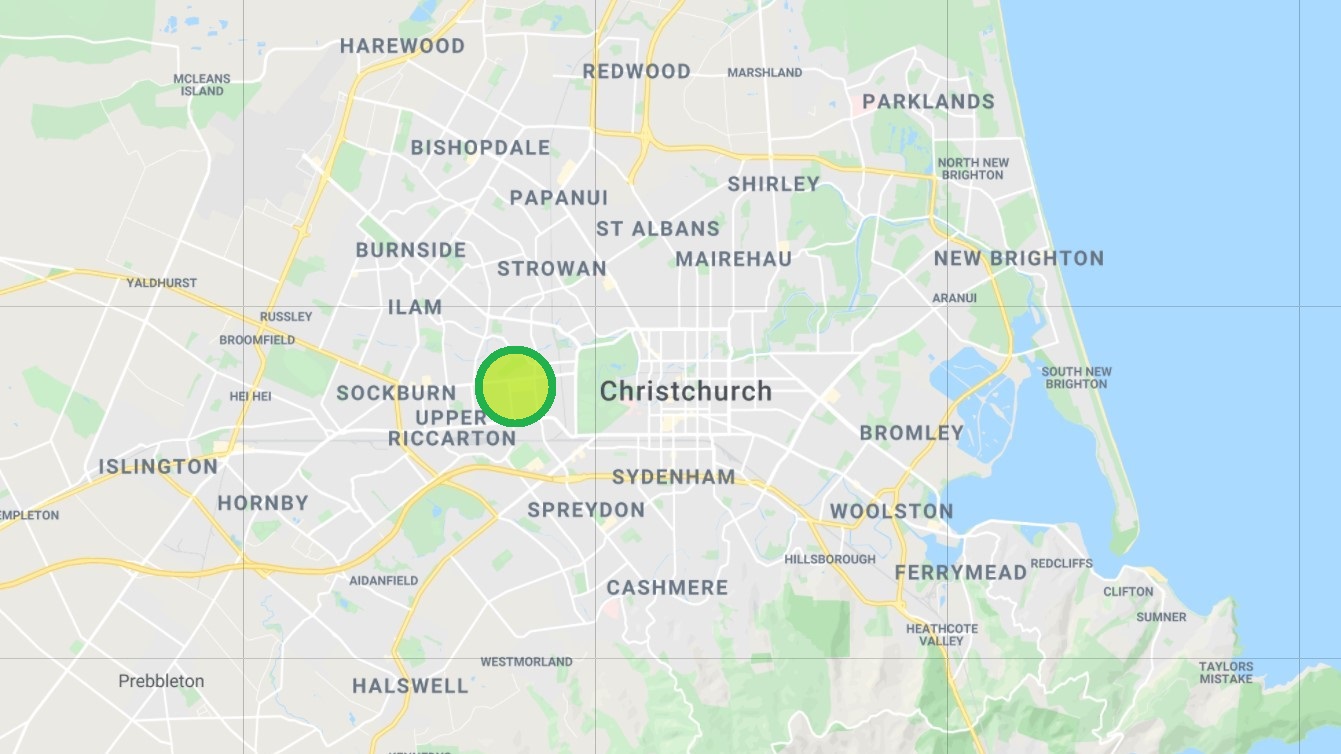 HAREWOOD
REDWOOD
MARSHLAND
MCLEANS
ISLAND
PARKLANDS
BISHOPDALE
NORTH NEW
BRIGHTON
SHIRLEY
PAPANUI
ST ALBANS
BURNSIDE
MAIREHAU
NEW BRIGHTON
STROWAN
YALDHURST
ARANUI
ILAM
RUSSLEY
BROOMFIELD
SOUTH NEW
BRIGHTON
HEI HEI
SOCKBURN
Christchurch
UPPER
RICCARTON
BROMLEY
ISLINGTON
SYDENHAM
HORNBY
SPREYDON
WOOLSTON
EMPLETON
HILLSBOROUGH
REDCLIFFS
FERRYMEAD
AIDANFIELD
CASHMERE
CLIFTON
SUMNER
HEATHCOTE
VALLEY
WESTMORLAND
TAYLORS
MISTAKE
Prebbleton
HALSWELL